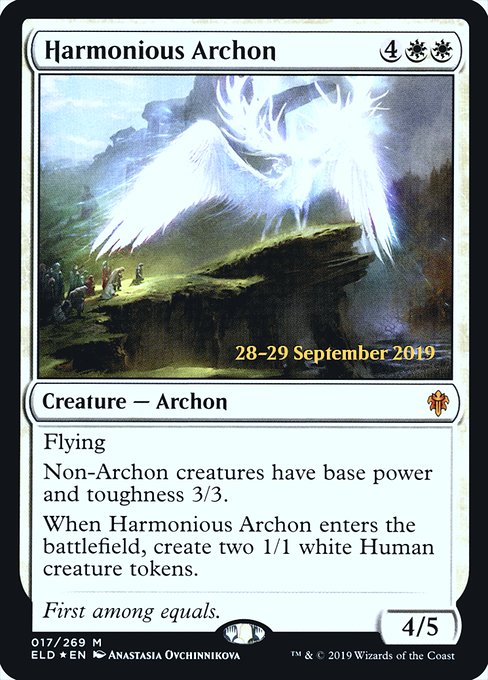 Harmonious Archon 4
28–29 September 2019
Creature — Archon
Flying
Non-Archon creatures have base power
and toughness 3/3.
When Harmonious Archon enters the
battlefield, create two 1/1 white Human
creature tokens.
First among equals.
4/5
017/269 M
ELD ★ EN Anastasia Ovchinnikova
™ & © 2019 Wizards of the Coast